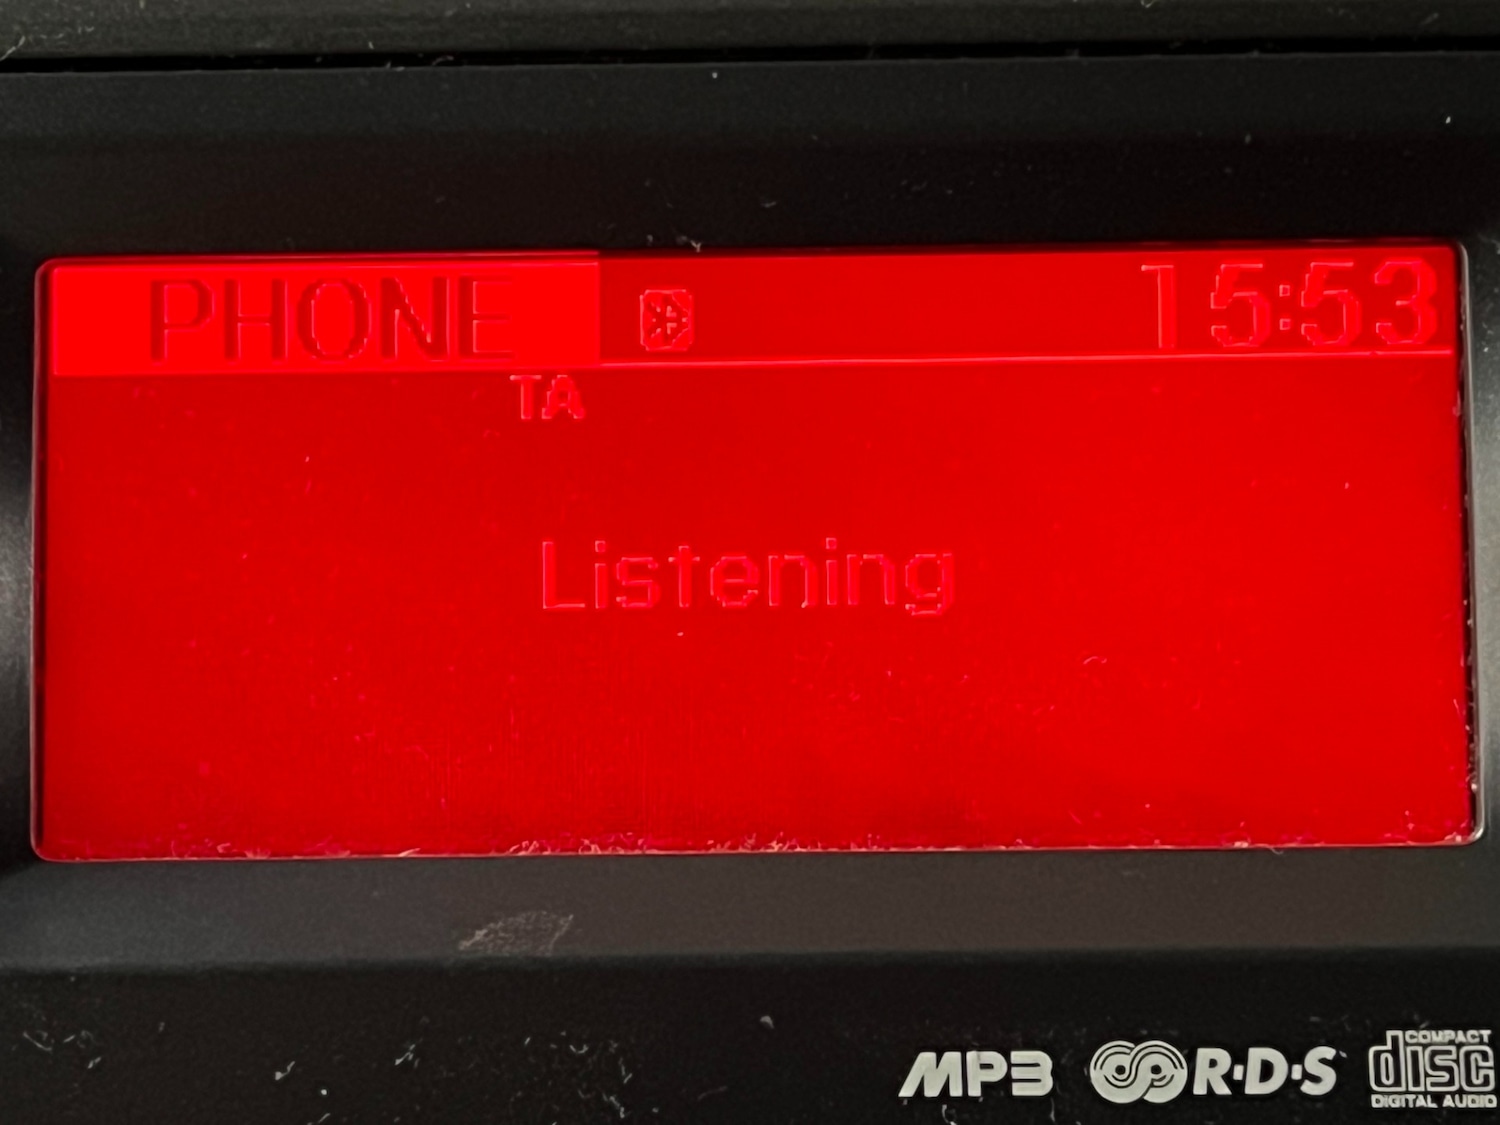 PHONE 15:53
TA
Listening
MP3 R·D·S COMPACT disc DIGITAL AUDIO